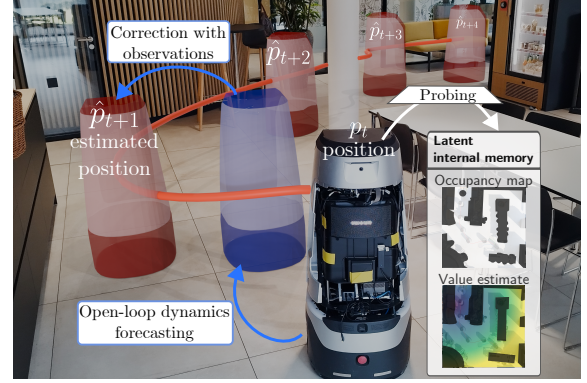 Correction with
observations
p̂t+4
p̂t+3
p̂t+2
p̂t+1
estimated
position
pt
position
Probing
Latent
internal memory
Occupancy map
Value estimate
Open-loop dynamics
forecasting